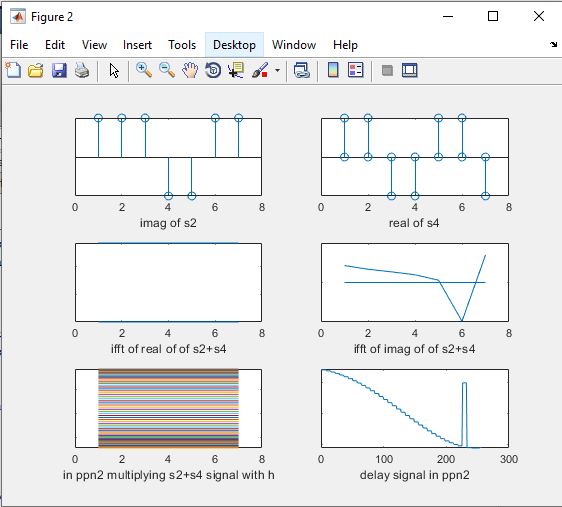 Figure 2
File Edit View Insert Tools Desktop Window Help
0 2 4 6 8
imag of s2
0 2 4 6 8
real of s4
0 2 4 6 8
ifft of real of of s2+s4
0 2 4 6 8
ifft of imag of of s2+s4
0 2 4 6 8
in ppn2 multiplying s2+s4 signal with h
0 100 200 300
delay signal in ppn2